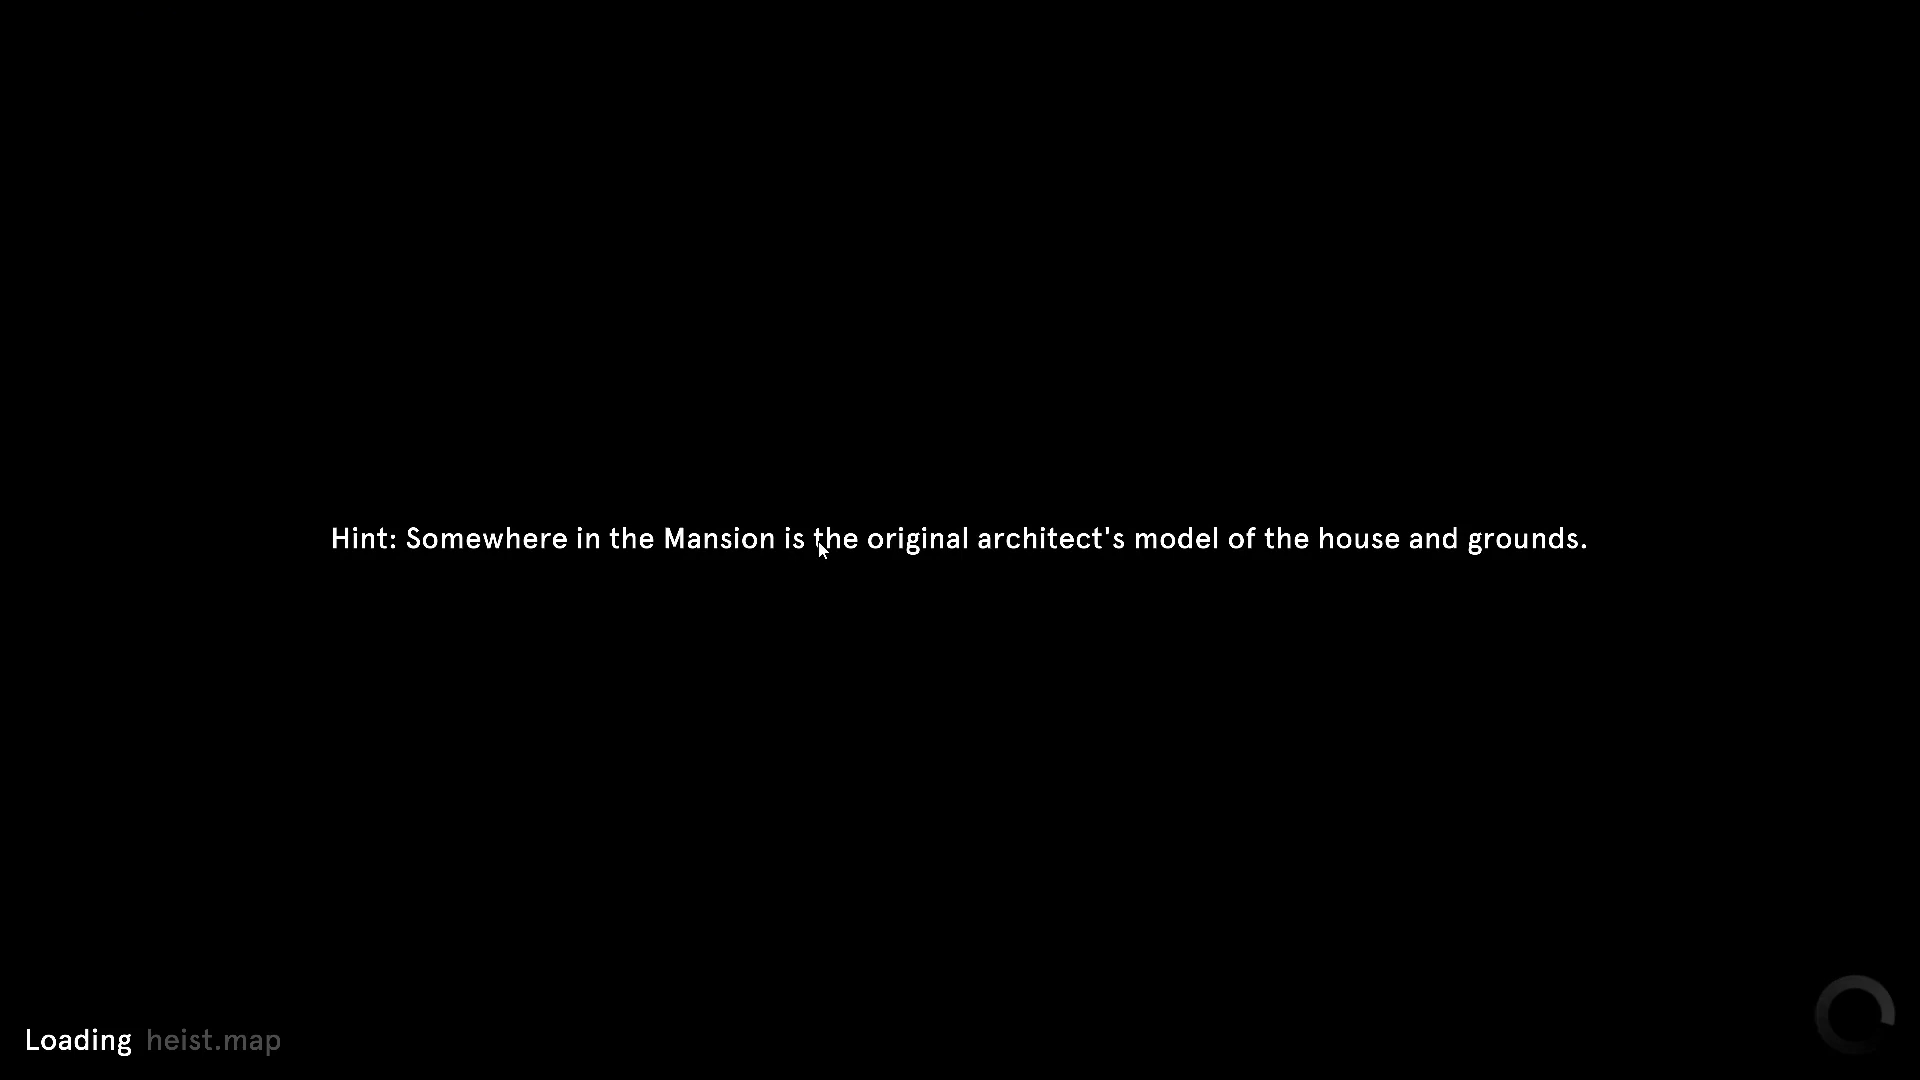 Hint: Somewhere in the Mansion is the original architect's model of the house and grounds.
Loading heist.map